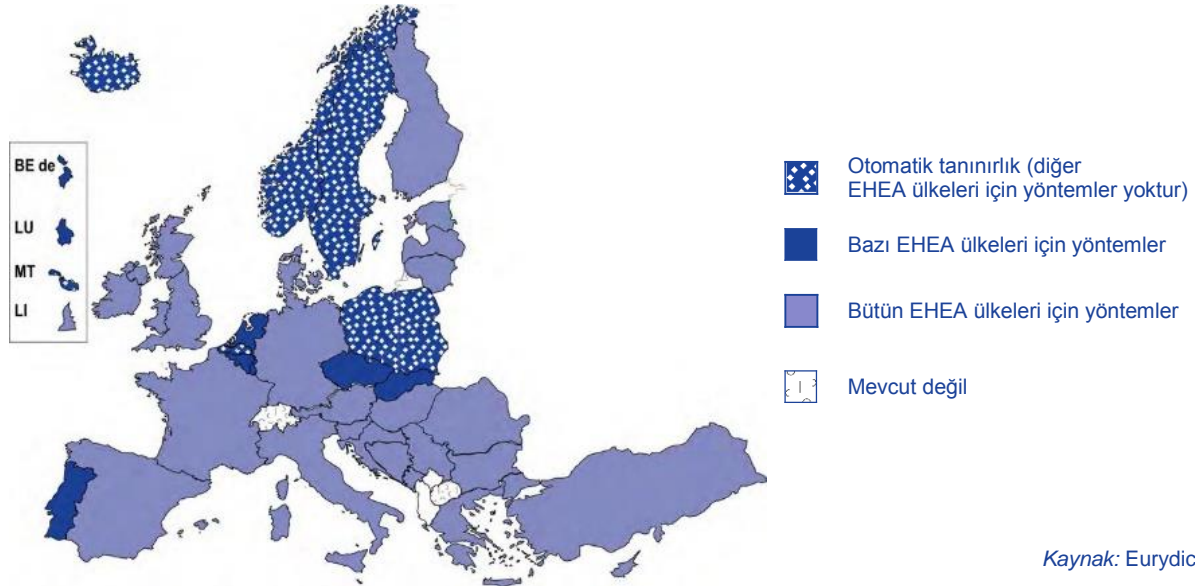 BE de
LU
MT
LI
Otomatik tanınırlık (diğer
EHEA ülkeleri için yöntemler yoktur)
Bazı EHEA ülkeleri için yöntemler
Bütün EHEA ülkeleri için yöntemler
Mevcut değil
Kaynak: Eurydic